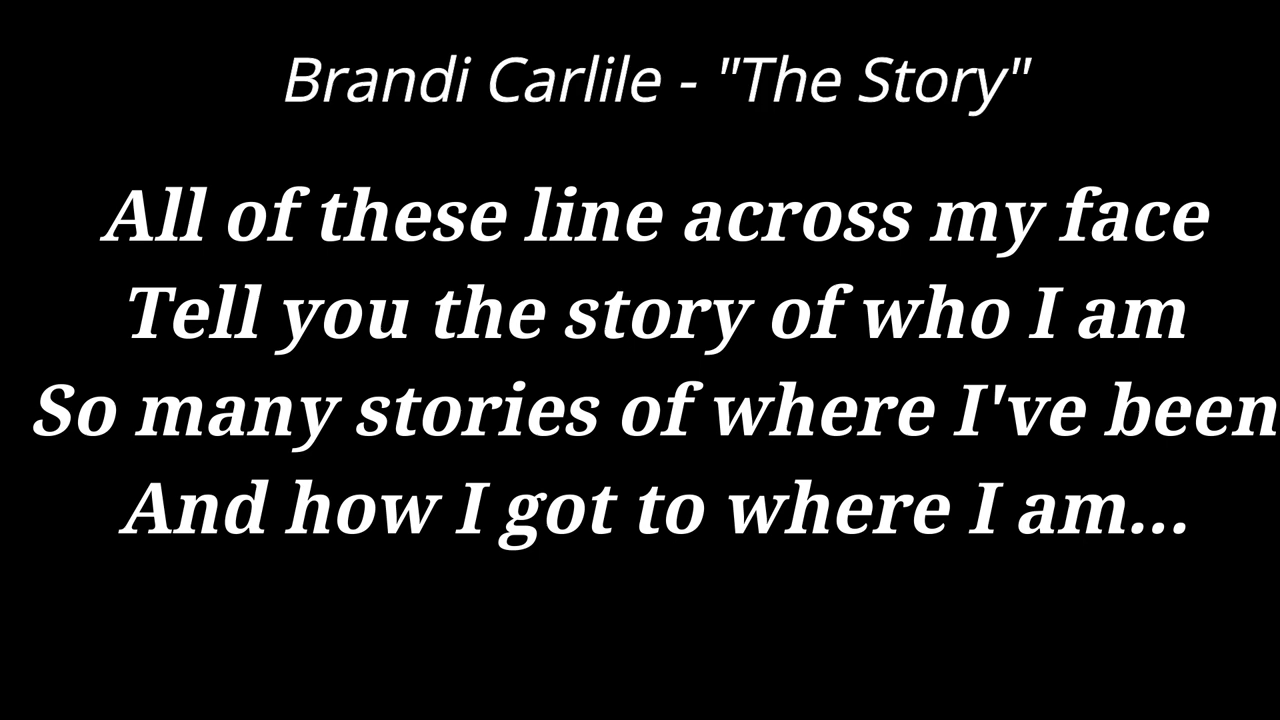 Brandi Carlile - "The Story"
All of these line across my face
Tell you the story of who I am
So many stories of where I've been
And how I got to where I am...